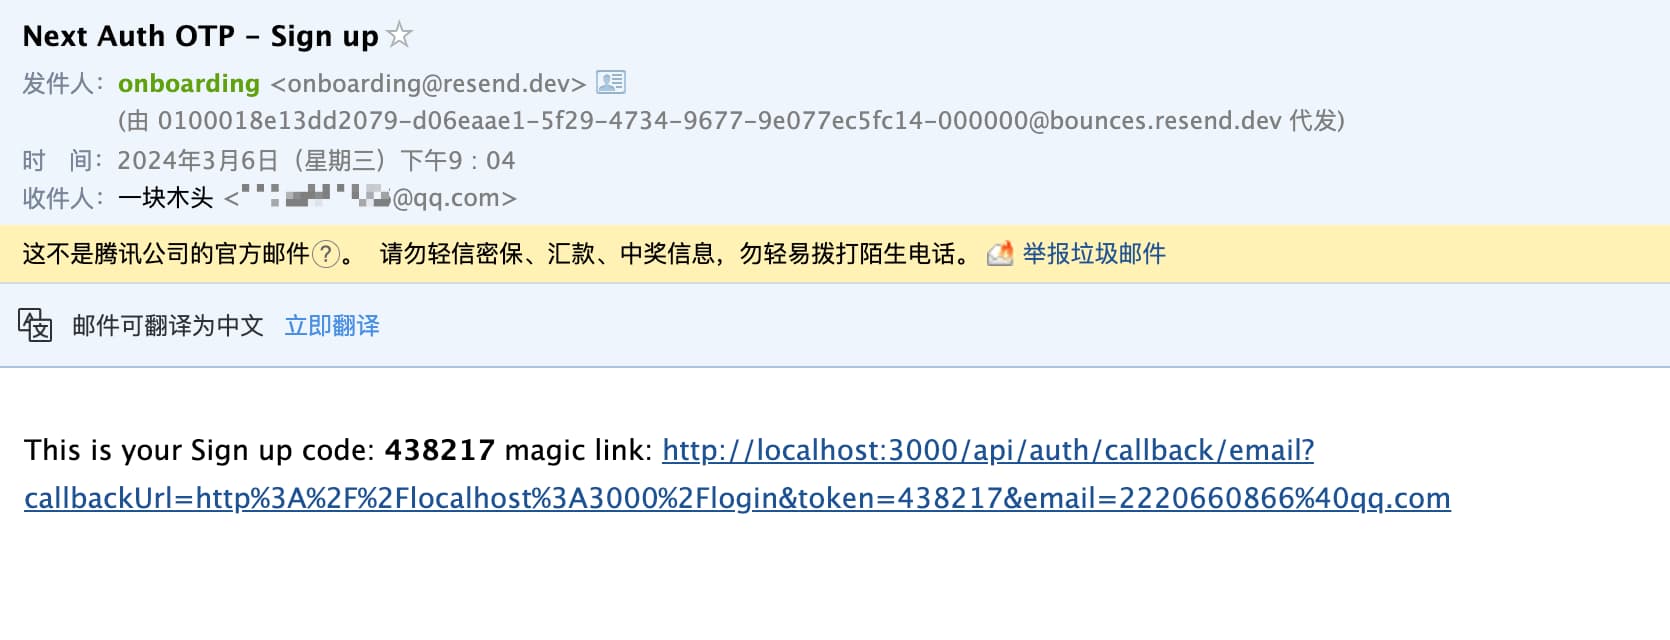 Next Auth OTP – Sign up
发件人： onboarding <onboarding@resend.dev>
(由 0100018e13dd2079-d06eaae1-5f29-4734-9677-9e077ec5fc14-000000@bounces.resend.dev 代发)
时 间： 2024年3月6日（星期三）下午9：04
收件人： 一块木头 < @qq.com>
这不是腾讯公司的官方邮件?。 请勿轻信密保、汇款、中奖信息，勿轻易拨打陌生电话。 举报垃圾邮件
邮件可翻译为中文 立即翻译
This is your Sign up code: 438217 magic link: http://localhost:3000/api/auth/callback/email?
callbackUrl=http%3A%2F%2Flocalhost%3A3000%2Flogin&token=438217&email=2220660866%40qq.com